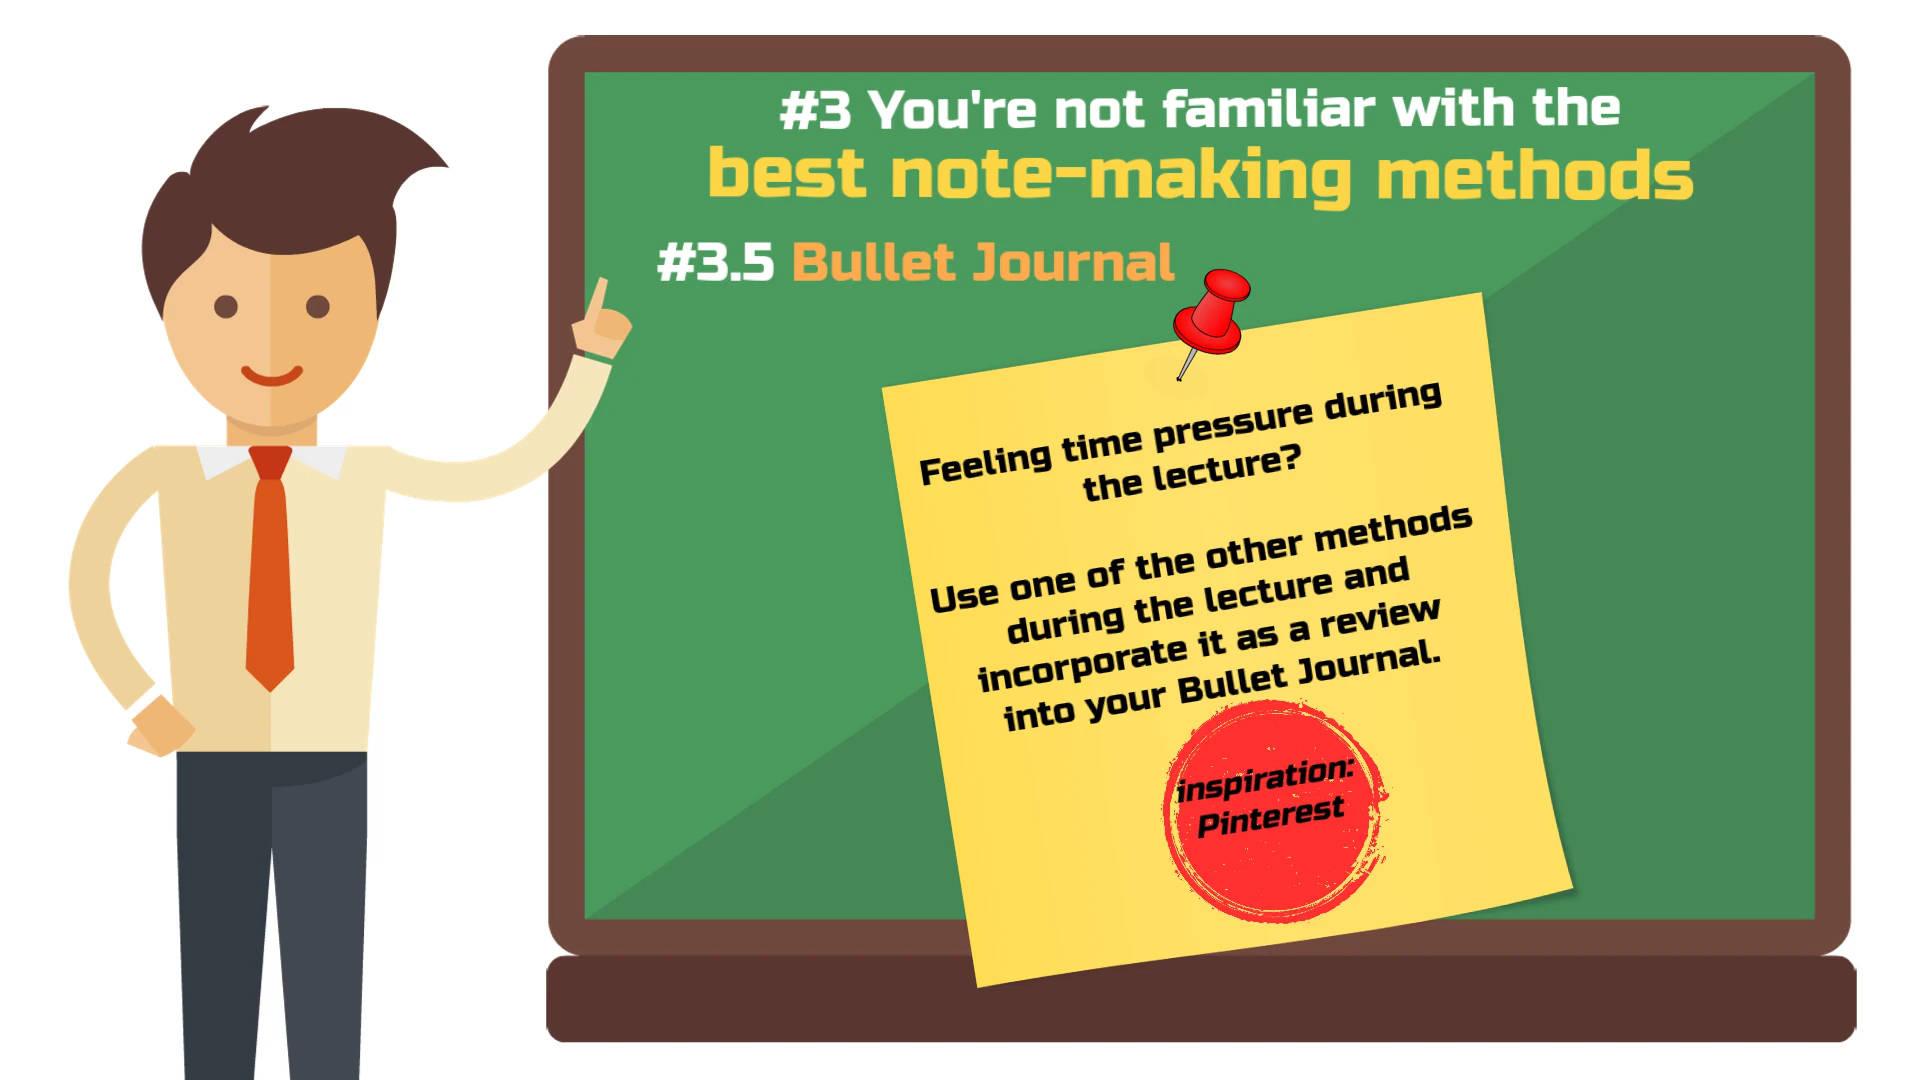 #3 You're not familiar with the
best note-making methods
#3.5 Bullet Journal
Feeling time pressure during
the lecture?
Use one of the other methods
during the lecture and
incorporate it as a review
into your Bullet Journal.
inspiration:
Pinterest